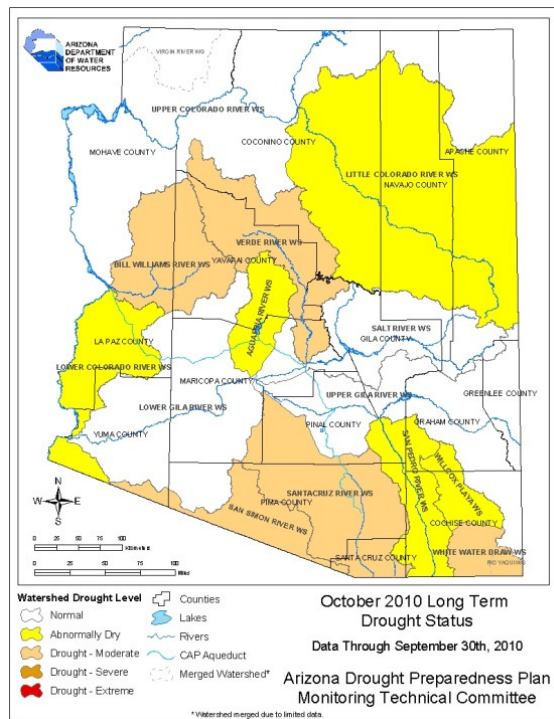 ARIZONA
DEPARTMENT
OF WATER
RESOURCES
VIRGIN RIVER WS
UPPER COLORADO RIVER WS
COCONINO COUNTY
MOHAVE COUNTY
APACHE COUNTY
LITTLE COLORADO RIVER WS
NAVAJO COUNTY
VERDE RIVER WS
YAVAPAI COUNTY
BILL WILLIAMS RIVER WS
AGUA FRIA RIVER WS
LA PAZ COUNTY
SALT RIVER WS
GILA COUNTY
LOWER COLORADO RIVER WS
MARICOPA COUNTY
GREENLEE COUNTY
UPPER GILA RIVER WS
LOWER GILA RIVER WS
PINAL COUNTY
GRAHAM COUNTY
YUMA COUNTY
SAN PEDRO RIVER WS
WILLCOX PLAYA WS
SANTA CRUZ RIVER WS
PIMA COUNTY
SAN SIMON RIVER WS
COCHISE COUNTY
SANTA CRUZ COUNTY
WHITE WATER DRAW WS
N
W E
S
Watershed Drought Level
Normal
Abnormally Dry
Drought - Moderate
Drought - Severe
Drought - Extreme
Counties
Lakes
Rivers
CAP Aqueduct
Merged Watershed*
October 2010 Long Term
Drought Status
Data Through September 30th, 2010
Arizona Drought Preparedness Plan
Monitoring Technical Committee
*Watershed merged due to limited data.